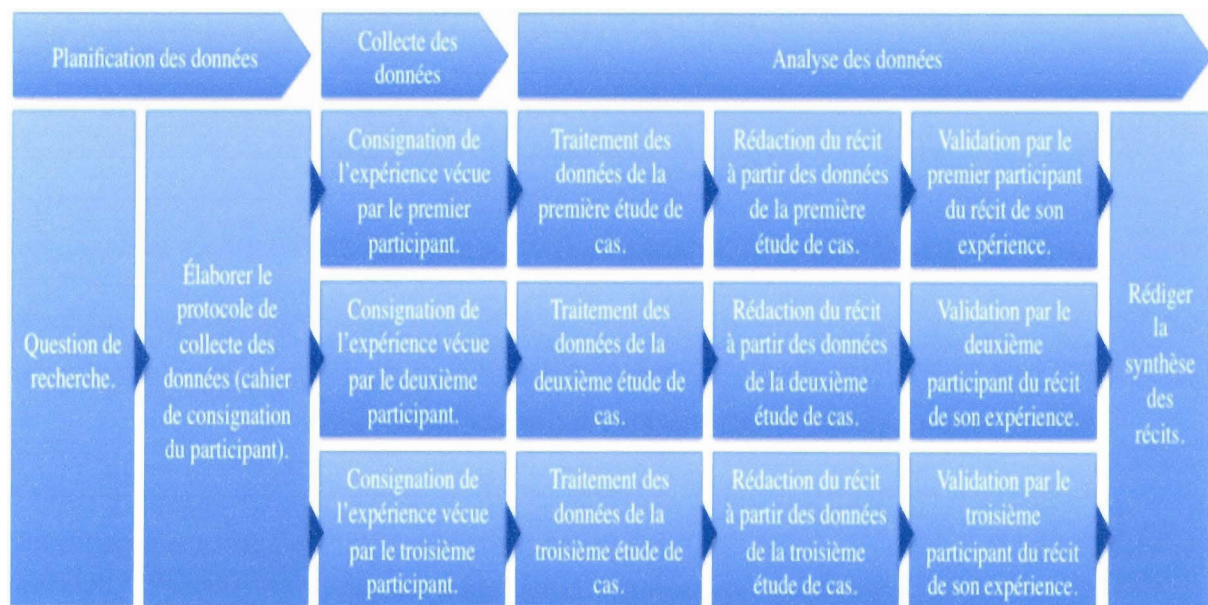 Planification des données
Collecte des
données
Analyse des données
Question de
recherche.
Élaborer le
protocole de
collecte des
données (cahier
de consignation
du participant).
Consignation de
l'expérience vécue
par le premier
participant.
Traitement des
données de la
première étude de
cas.
Rédaction du récit
à partir des données
de la première
étude de cas.
Validation par le
premier participant
du récit de son
expérience.
Consignation de
l'expérience vécue
par le deuxième
participant.
Traitement des
données de la
deuxième étude de
cas.
Rédaction du récit
à partir des données
de la deuxième
étude de cas.
Validation par le
deuxième
participant du récit
de son expérience.
Consignation de
l'expérience vécue
par le troisième
participant.
Traitement des
données de la
troisième étude de
cas.
Rédaction du récit
à partir des données
de la troisième
étude de cas.
Validation par le
troisième
participant du récit
de son expérience.
Rédiger
la
synthèse
des
récits.